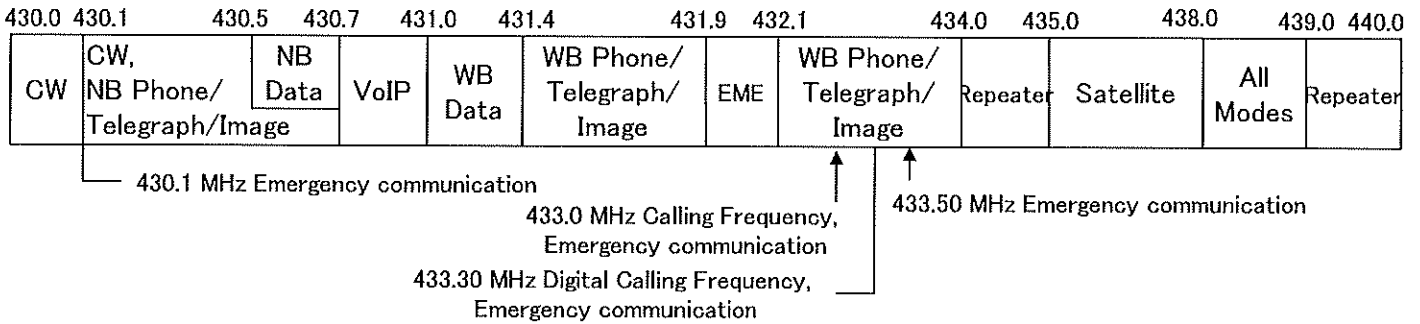 430.0 430.1 430.5 430.7 431.0 431.4 431.9 432.1 434.0 435.0 438.0 439.0 440.0
CW
CW,
NB Phone/
Telegraph/Image
NB
Data
VoIP
WB
Data
WB Phone/
Telegraph/
Image
EME
WB Phone/
Telegraph/
Image
Repeater
Satellite
All
Modes
Repeater
430.1 MHz Emergency communication
433.0 MHz Calling Frequency,
Emergency communication
433.50 MHz Emergency communication
433.30 MHz Digital Calling Frequency,
Emergency communication